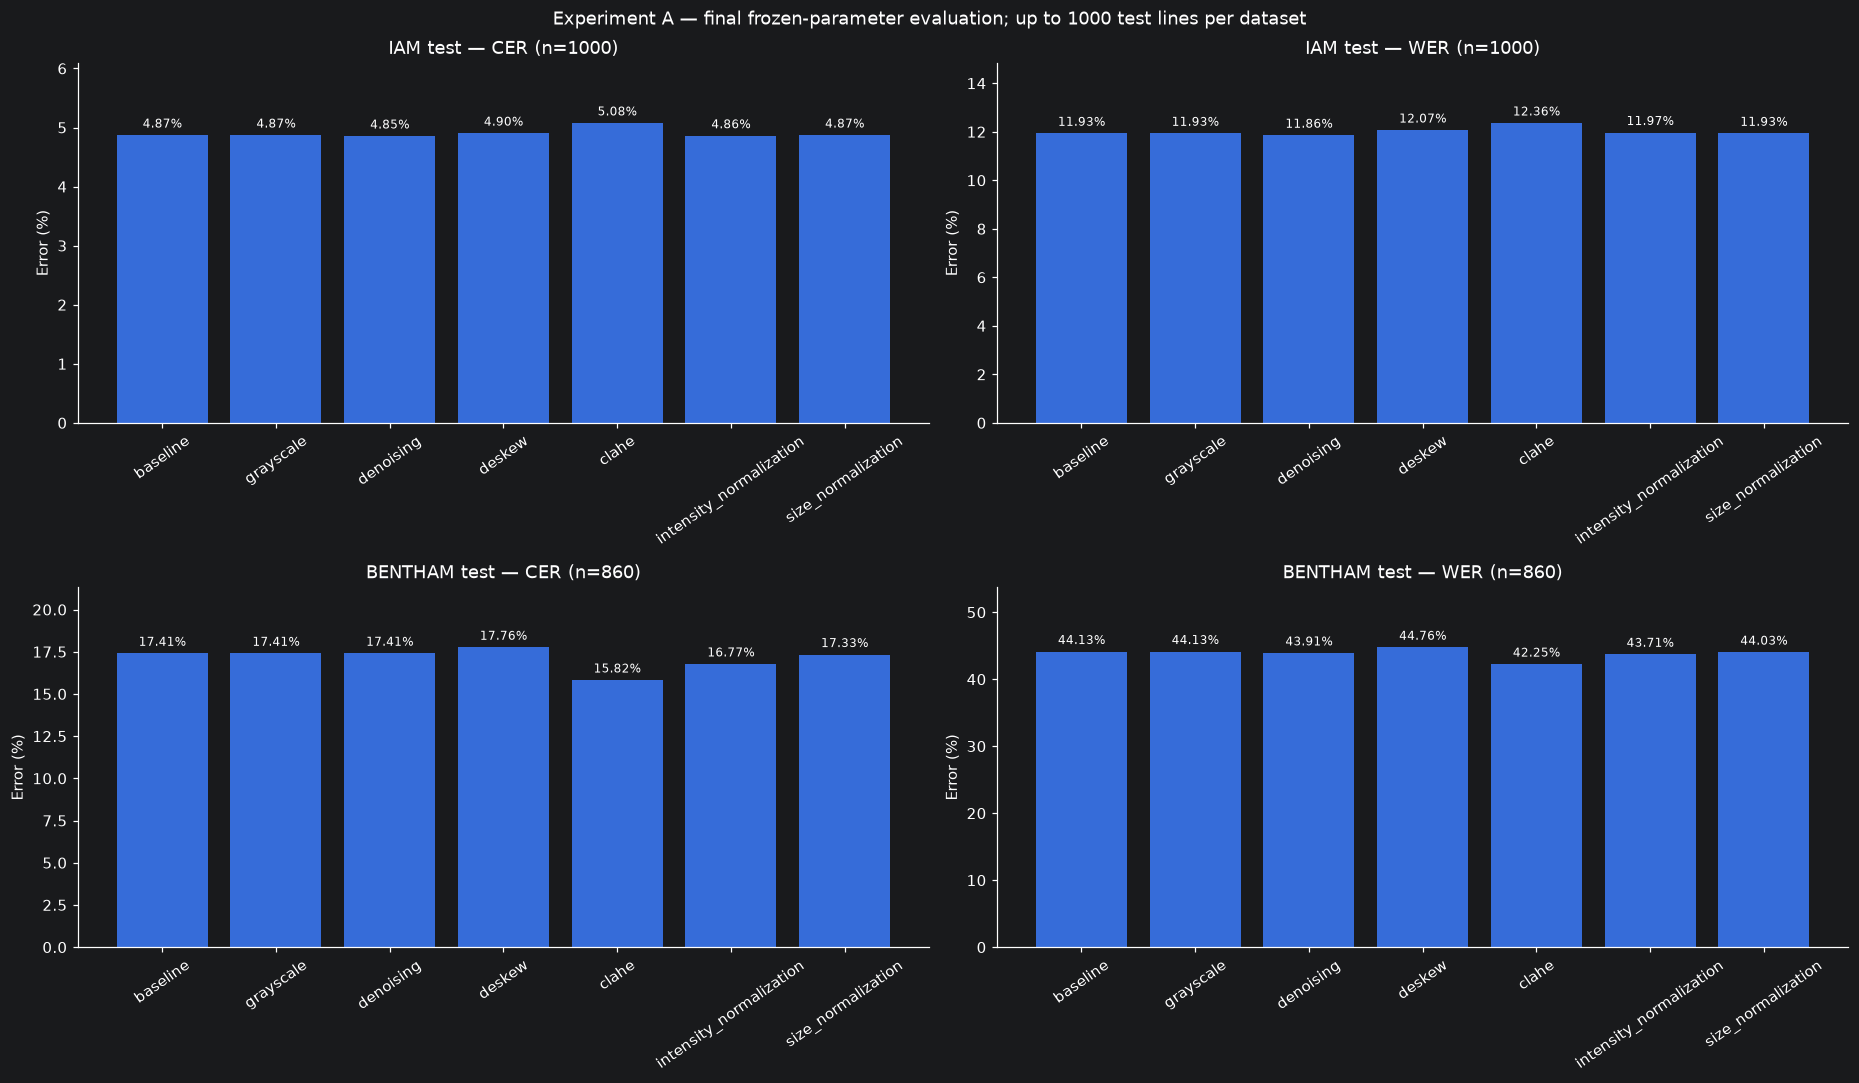 Experiment A — final frozen-parameter evaluation; up to 1000 test lines per dataset
IAM test — CER (n=1000)
Error (%)
6
5
4
3
2
1
0
4.87%
4.87%
4.85%
4.90%
5.08%
4.86%
4.87%
baseline
grayscale
denoising
deskew
clahe
intensity_normalization
size_normalization
IAM test — WER (n=1000)
Error (%)
14
12
10
8
6
4
2
0
11.93%
11.93%
11.86%
12.07%
12.36%
11.97%
11.93%
baseline
grayscale
denoising
deskew
clahe
intensity_normalization
size_normalization
BENTHAM test — CER (n=860)
Error (%)
20.0
17.5
15.0
12.5
10.0
7.5
5.0
2.5
0.0
17.41%
17.41%
17.41%
17.76%
15.82%
16.77%
17.33%
baseline
grayscale
denoising
deskew
clahe
intensity_normalization
size_normalization
BENTHAM test — WER (n=860)
Error (%)
50
40
30
20
10
0
44.13%
44.13%
43.91%
44.76%
42.25%
43.71%
44.03%
baseline
grayscale
denoising
deskew
clahe
intensity_normalization
size_normalization